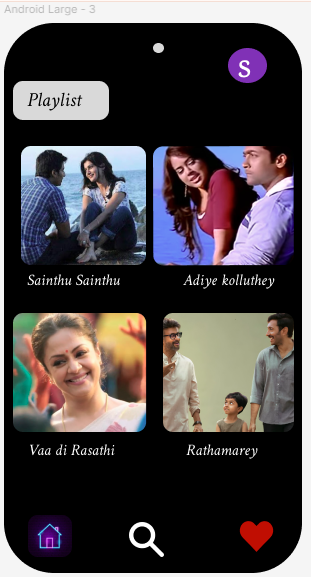 Android Large - 3
S
Playlist
Sainthu Sainthu
Adiye kolluthey
Vaa di Rasathi
Rathamarey